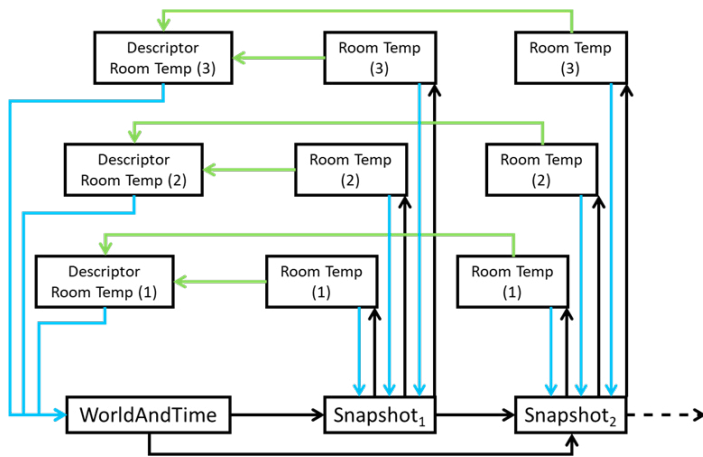 Descriptor
Room Temp (3)
Room Temp
(3)
Room Temp
(3)
Descriptor
Room Temp (2)
Room Temp
(2)
Room Temp
(2)
Descriptor
Room Temp (1)
Room Temp
(1)
Room Temp
(1)
WorldAndTime
Snapshot₁
Snapshot₂